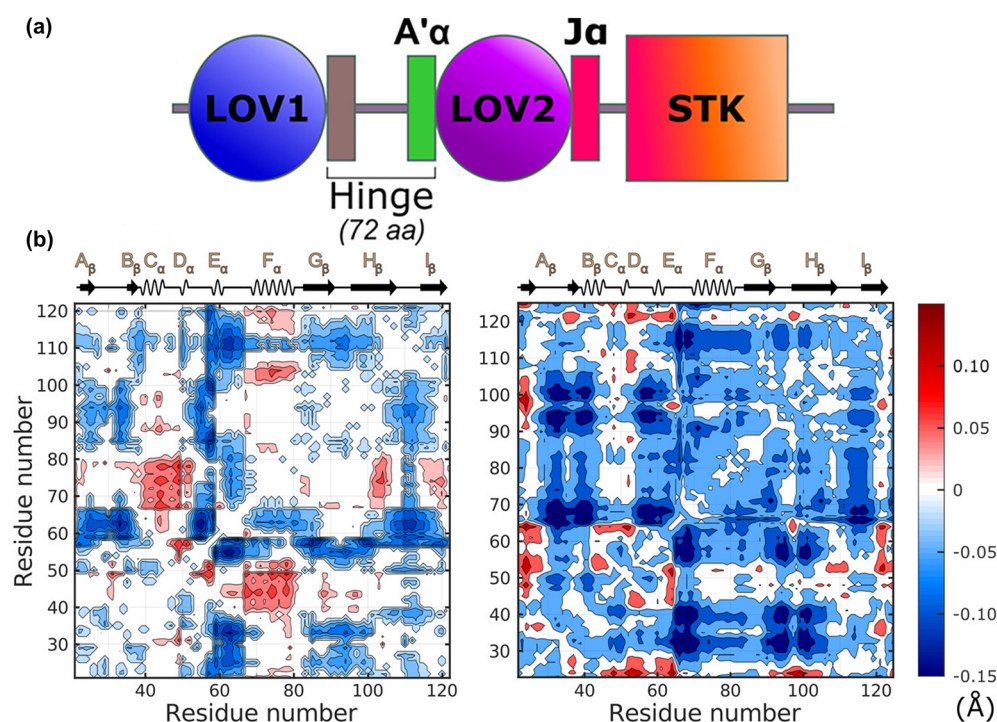 (a)
A'α Jα
LOV1 LOV2 STK
Hinge
(72 aa)
(b)
Aβ Bβ Cα Dα Eα Fα Gβ Hβ Iβ
Aβ Bβ Cα Dα Eα Fα Gβ Hβ Iβ
Residue number
120
110
100
90
80
70
60
50
40
30
40 60 80 100 120
Residue number
Residue number
120
110
100
90
80
70
60
50
40
30
40 60 80 100 120
Residue number
0.10
0.05
0
-0.05
-0.10
-0.15
(Å)